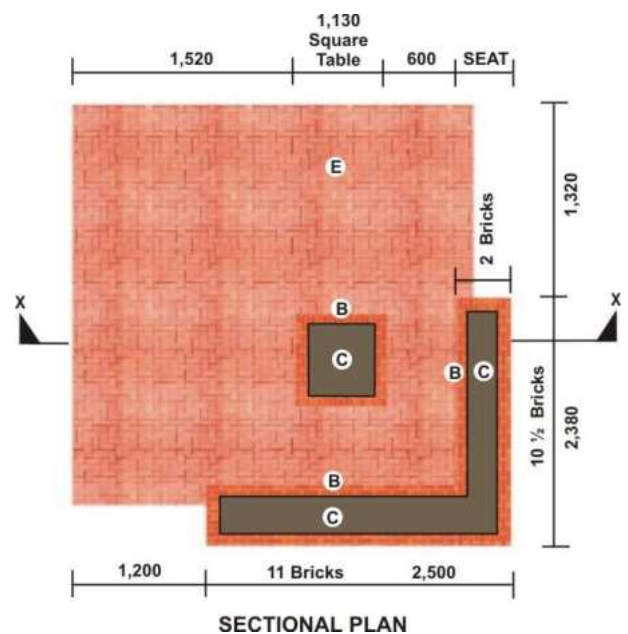 1,130
Square
Table
1,520
600
SEAT
E
1,320
2 Bricks
X
X
B
C
B
C
10 ½ Bricks
2,380
B
C
1,200
11 Bricks
2,500
SECTIONAL PLAN